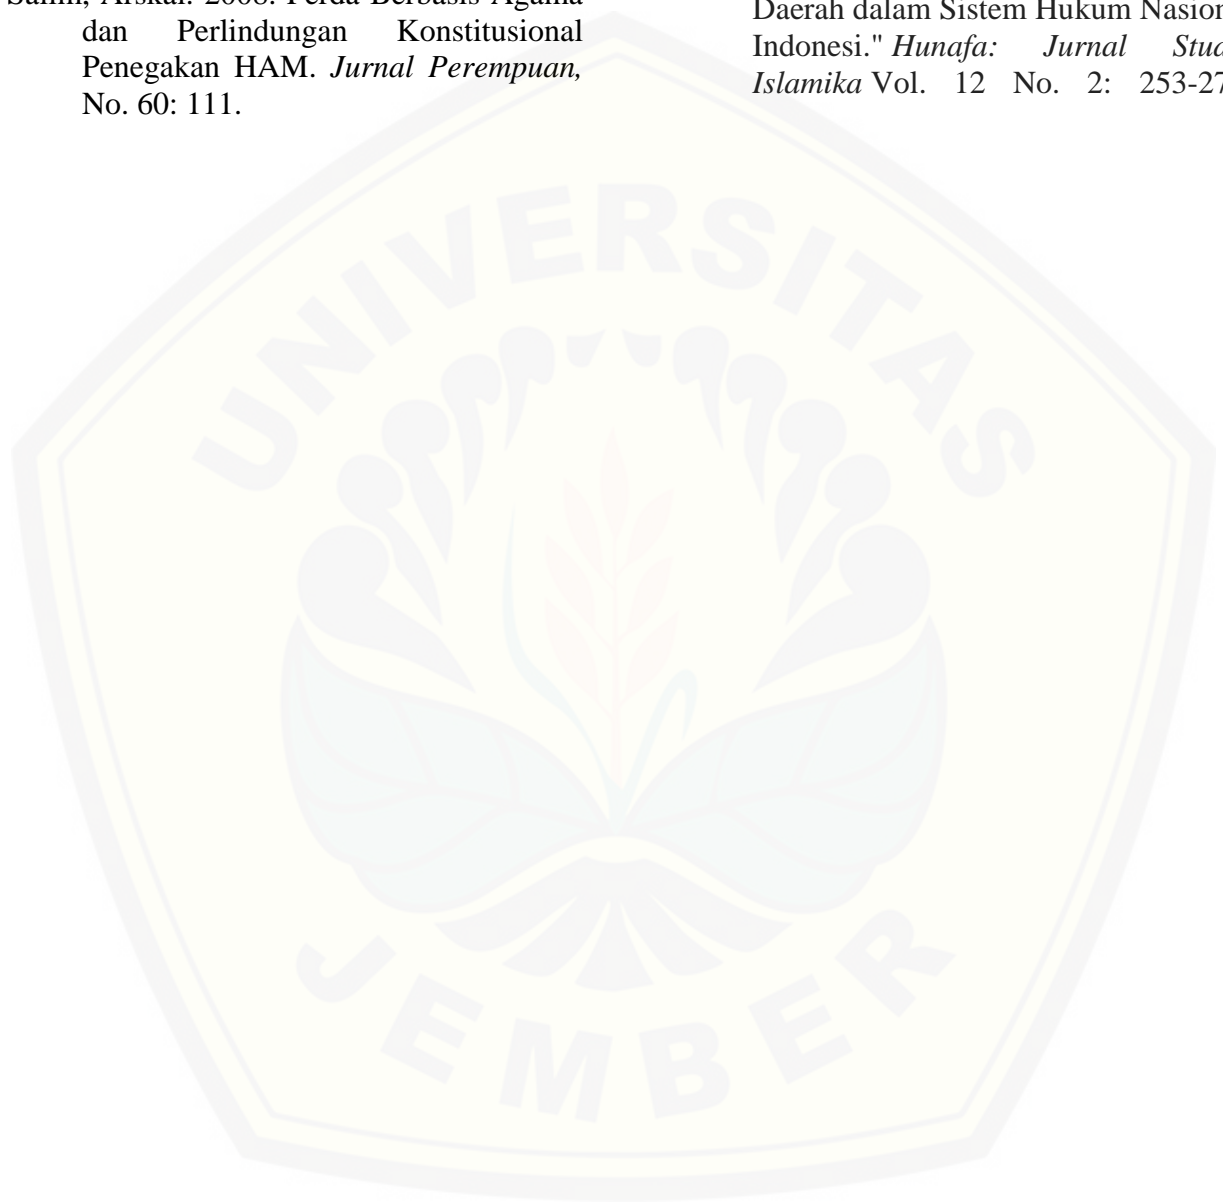 Salim, Arskal. 2008. Perda Berbasis Agama
dan Perlindungan Konstitusional
Penegakan HAM. Jurnal Perempuan,
No. 60: 111.
Daerah dalam Sistem Hukum Nasion
Indonesi." Hunafa: Jurnal Stud
Islamika Vol. 12 No. 2: 253-27
UNIVERSITAS
JEMBER